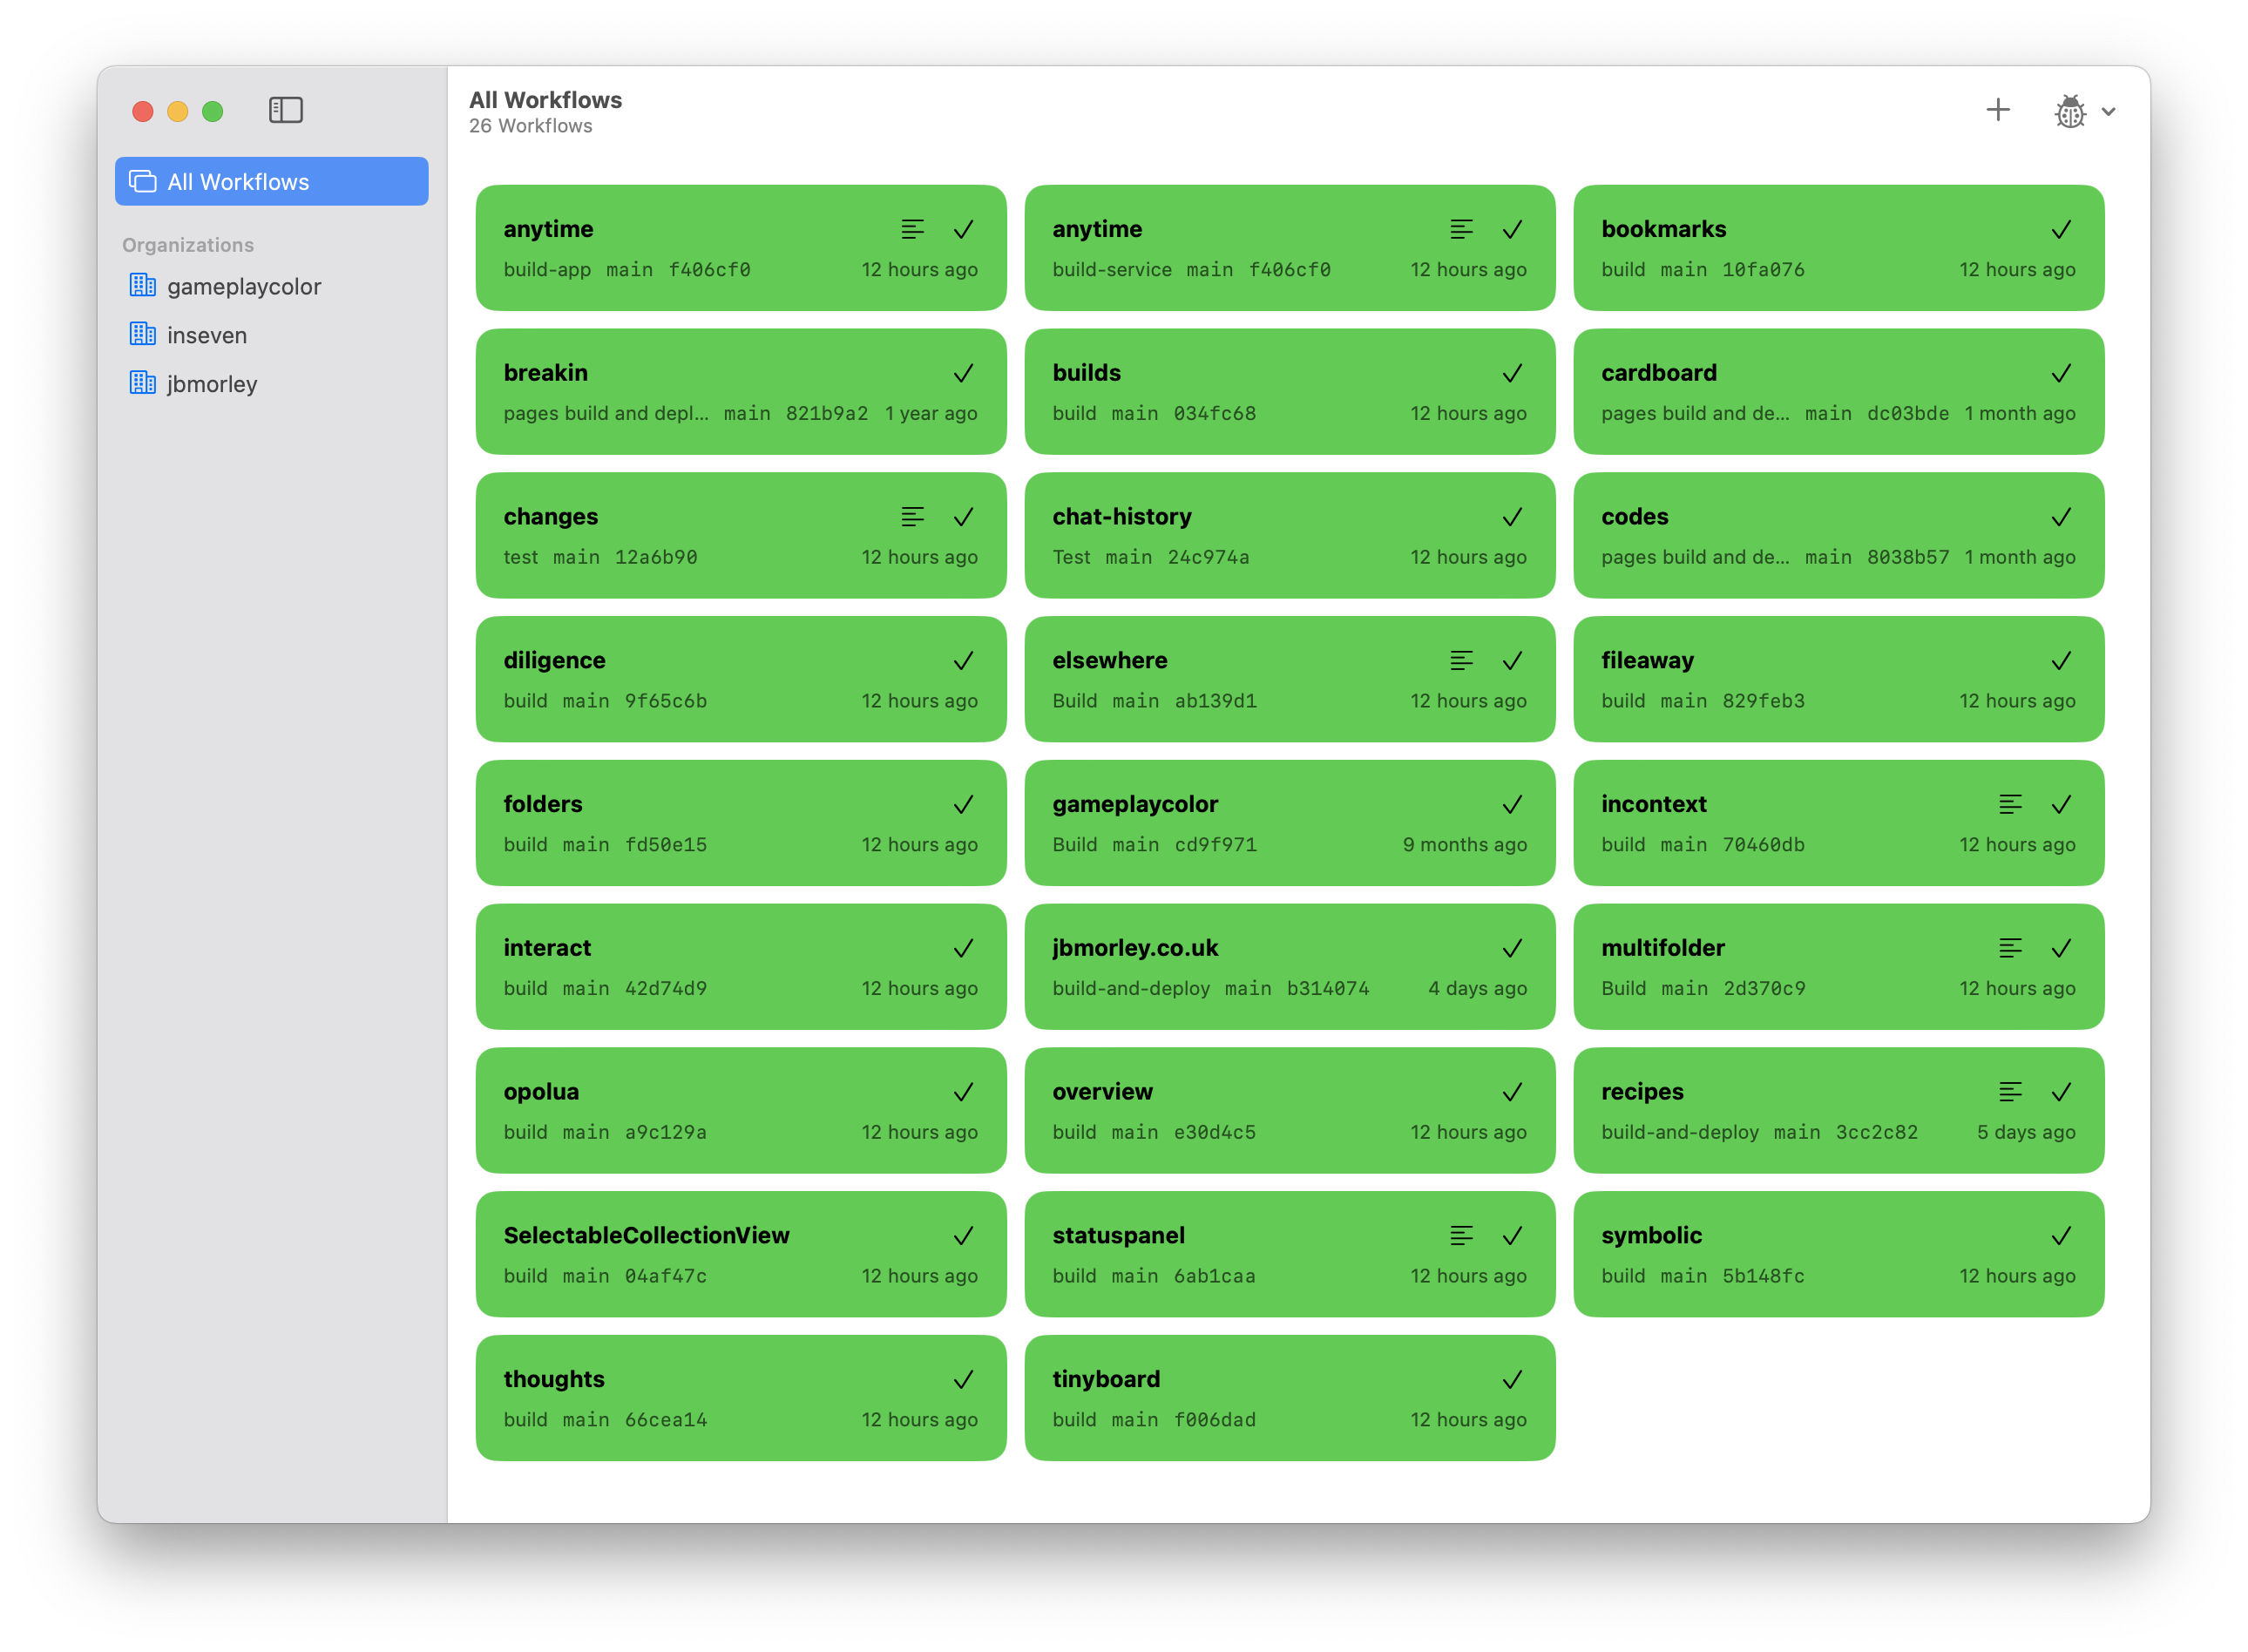 All Workflows
26 Workflows
All Workflows
Organizations
gameplaycolor
inseven
jbmorley
anytime
build-app main f406cf0 12 hours ago
anytime
build-service main f406cf0 12 hours ago
bookmarks
build main 10fa076 12 hours ago
breakin
pages build and depl... main 821b9a2 1 year ago
builds
build main 034fc68 12 hours ago
cardboard
pages build and de... main dc03bde 1 month ago
changes
test main 12a6b90 12 hours ago
chat-history
Test main 24c974a 12 hours ago
codes
pages build and de... main 8038b57 1 month ago
diligence
build main 9f65c6b 12 hours ago
elsewhere
Build main ab139d1 12 hours ago
fileaway
build main 829feb3 12 hours ago
folders
build main fd50e15 12 hours ago
gameplaycolor
Build main cd9f971 9 months ago
incontext
build main 70460db 12 hours ago
interact
build main 42d74d9 12 hours ago
jbmorley.co.uk
build-and-deploy main b314074 4 days ago
multifolder
Build main 2d370c9 12 hours ago
opolua
build main a9c129a 12 hours ago
overview
build main e30d4c5 12 hours ago
recipes
build-and-deploy main 3cc2c82 5 days ago
SelectableCollectionView
build main 04af47c 12 hours ago
statuspanel
build main 6ab1caa 12 hours ago
symbolic
build main 5b148fc 12 hours ago
thoughts
build main 66cea14 12 hours ago
tinyboard
build main f006dad 12 hours ago